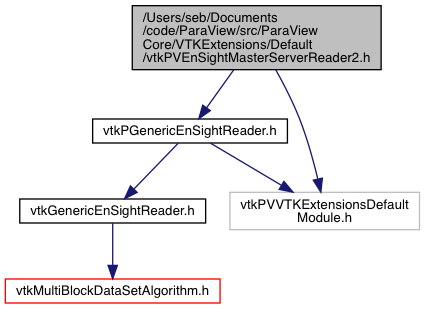 /Users/seb/Documents
/code/ParaView/src/ParaView
Core/VTKExtensions/Default
/vtkPVEnSightMasterServerReader2.h
vtkPGenericEnSightReader.h
vtkGenericEnSightReader.h
vtkPVVTKExtensionsDefault
Module.h
vtkMultiBlockDataSetAlgorithm.h